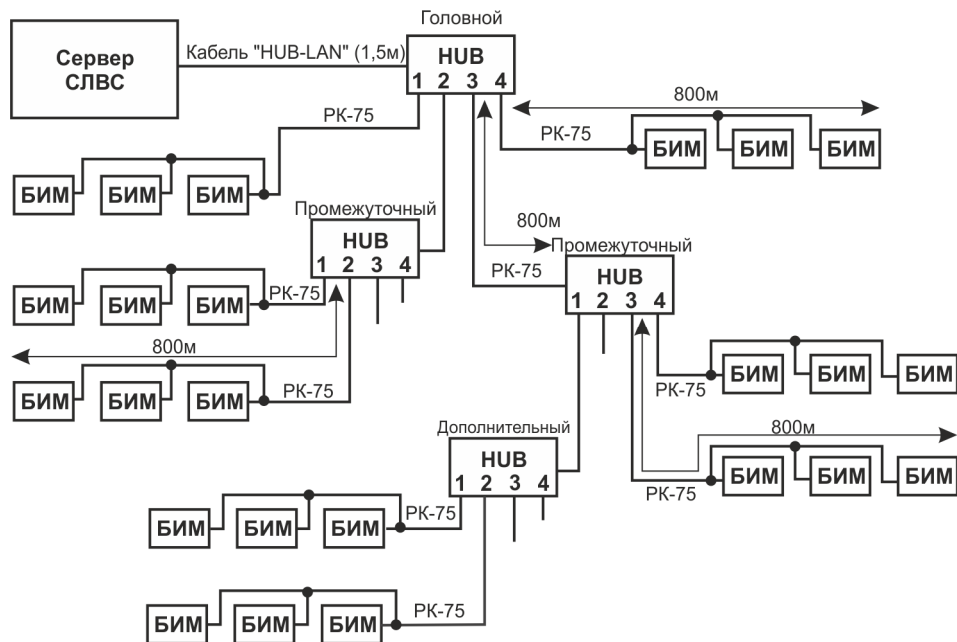 Головной
Сервер
СЛВС
Кабель "HUB-LAN" (1,5м)
HUB
1 2 3 4
800м
РК-75
РК-75
БИМ БИМ БИМ
БИМ БИМ БИМ
Промежуточный
HUB
1 2 3 4
800м
Промежуточный
HUB
1 2 3 4
РК-75
БИМ БИМ БИМ
РК-75
800м
БИМ БИМ БИМ
РК-75
БИМ БИМ БИМ
РК-75
800м
БИМ БИМ БИМ
РК-75
Дополнительный
HUB
1 2 3 4
БИМ БИМ БИМ
РК-75
БИМ БИМ БИМ
РК-75